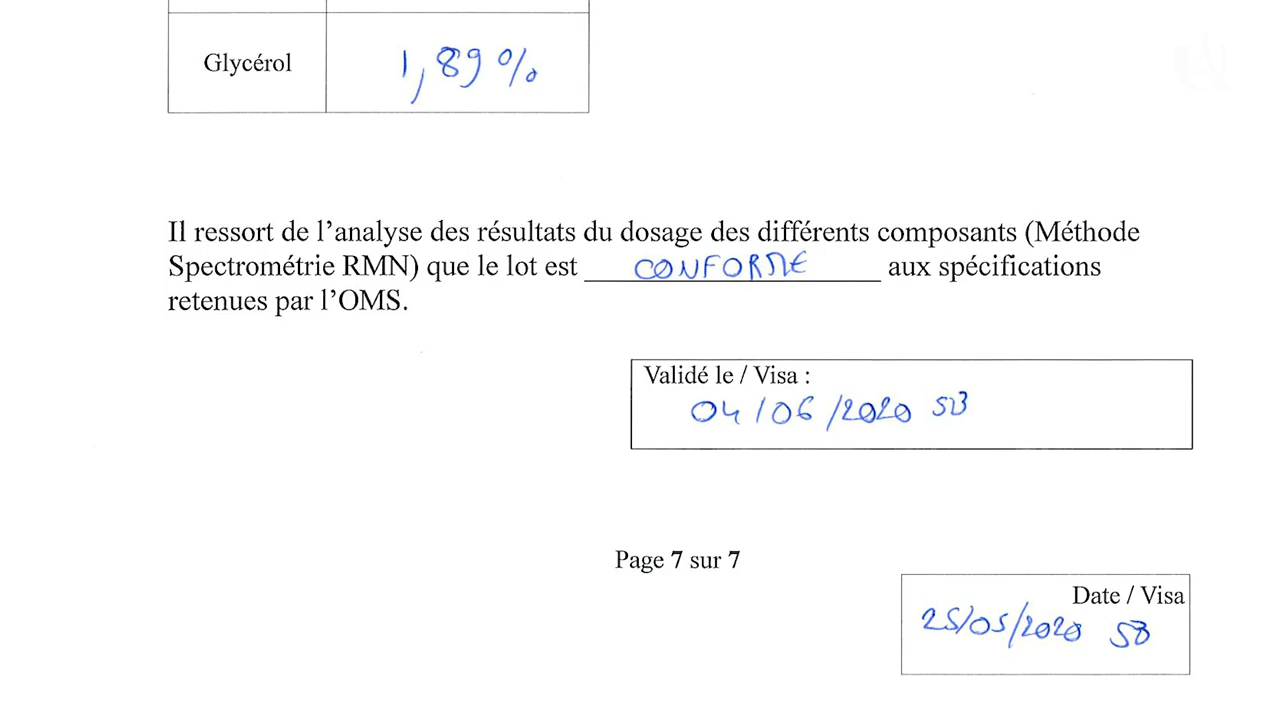 Glycérol 1,89%
Il ressort de l’analyse des résultats du dosage des différents composants (Méthode
Spectrométrie RMN) que le lot est CONFORME aux spécifications
retenues par l’OMS.
Validé le / Visa :
04/06/2020 SB
Page 7 sur 7
Date / Visa
25/05/2020 SB